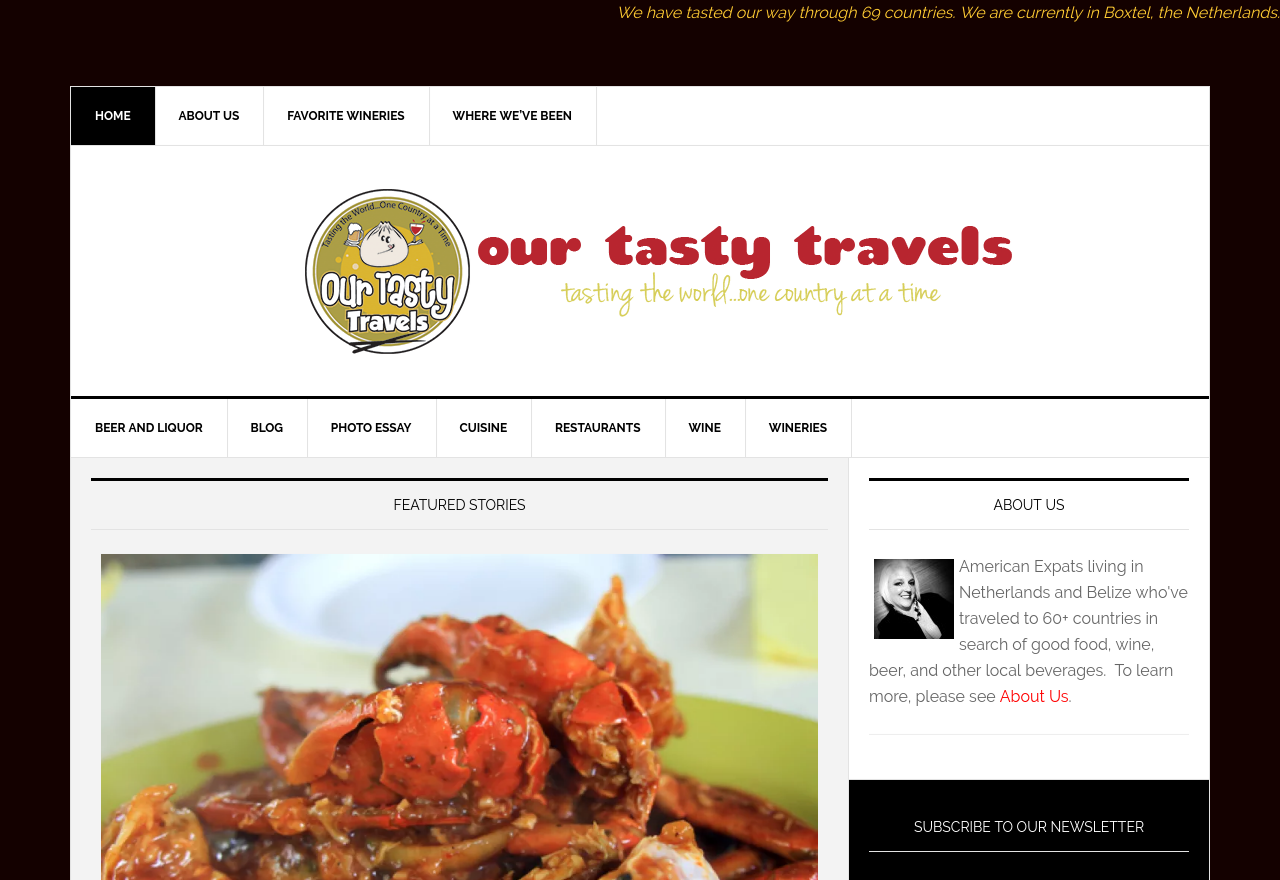 We have tasted our way through 69 countries. We are currently in Boxtel, the Netherlands.
HOME
ABOUT US
FAVORITE WINERIES
WHERE WE'VE BEEN
Tasting the World...One Country at a Time
Our Tasty
Travels
our tasty travels
tasting the world...one country at a time
BEER AND LIQUOR
BLOG
PHOTO ESSAY
CUISINE
RESTAURANTS
WINE
WINERIES
FEATURED STORIES
ABOUT US
American Expats living in
Netherlands and Belize who've
traveled to 60+ countries in
search of good food, wine,
beer, and other local beverages. To learn
more, please see About Us.
SUBSCRIBE TO OUR NEWSLETTER